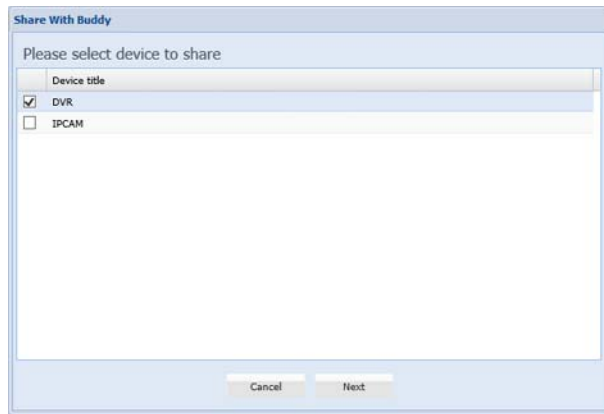 Share With Buddy
Please select device to share
Device title
DVR
IPCAM
Cancel Next